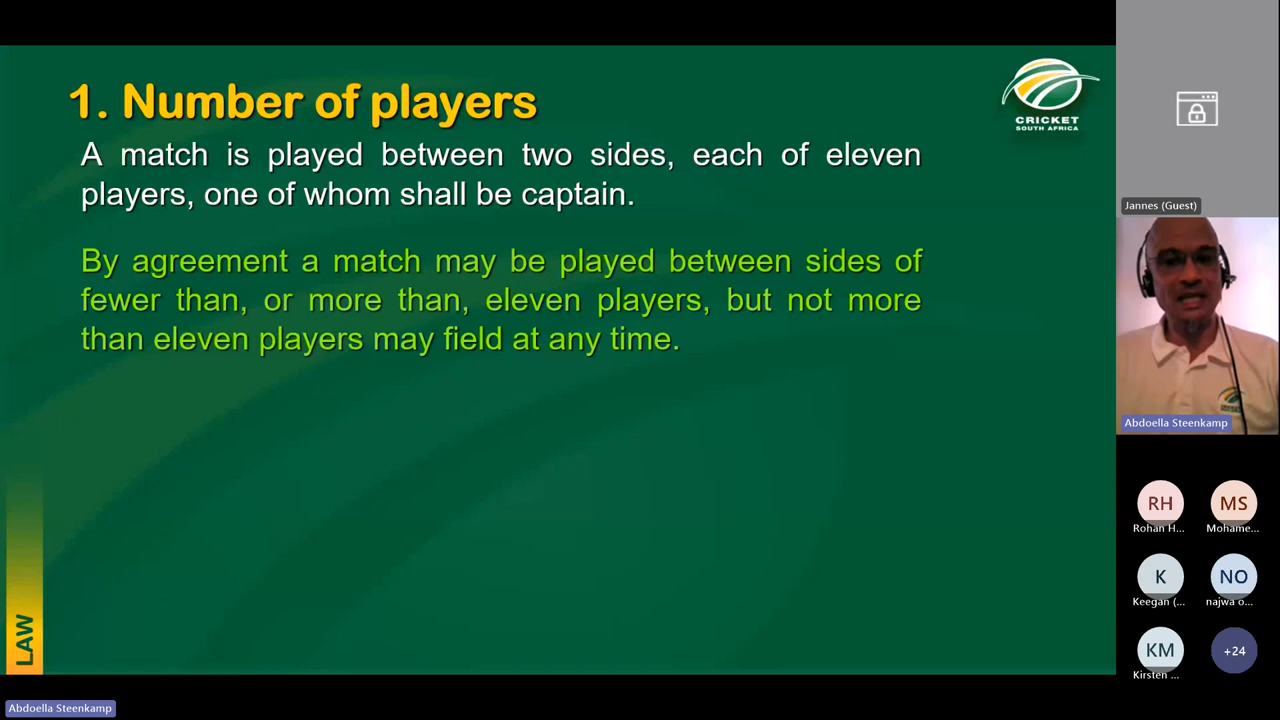 1. Number of players
A match is played between two sides, each of eleven
players, one of whom shall be captain.
By agreement a match may be played between sides of
fewer than, or more than, eleven players, but not more
than eleven players may field at any time.
LAW
CRICKET
SOUTH AFRICA
Jannes (Guest)
Abdoella Steenkamp
RH
Rohan H...
MS
Mohame...
K
Keegan (...
NO
najwa o...
KM
Kirsten ...
+24
Abdoella Steenkamp